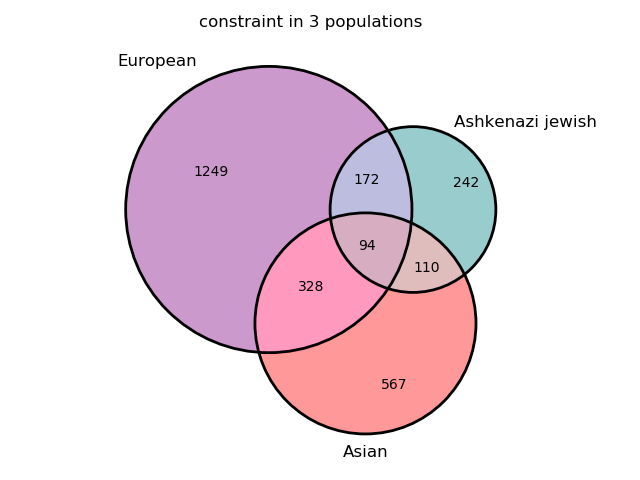 constraint in 3 populations
European
Ashkenazi jewish
1249
172
242
94
110
328
567
Asian